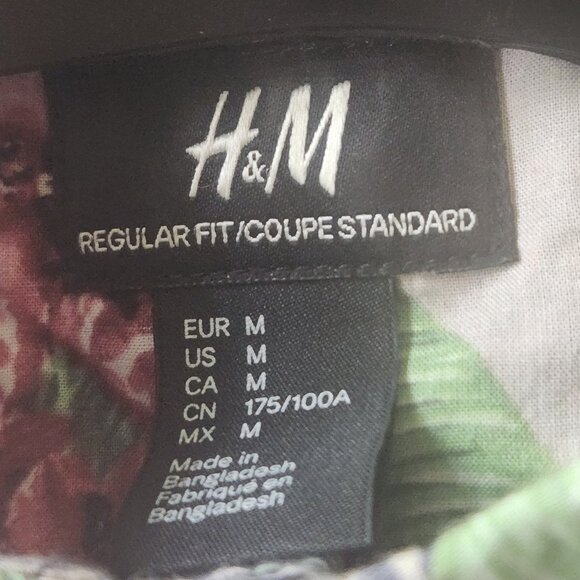 H&M
REGULAR FIT/COUPE STANDARD
EUR M
US M
CA M
CN 175/100A
MX M
Made in
Bangladesh
Fabriqué en
Bangladesh